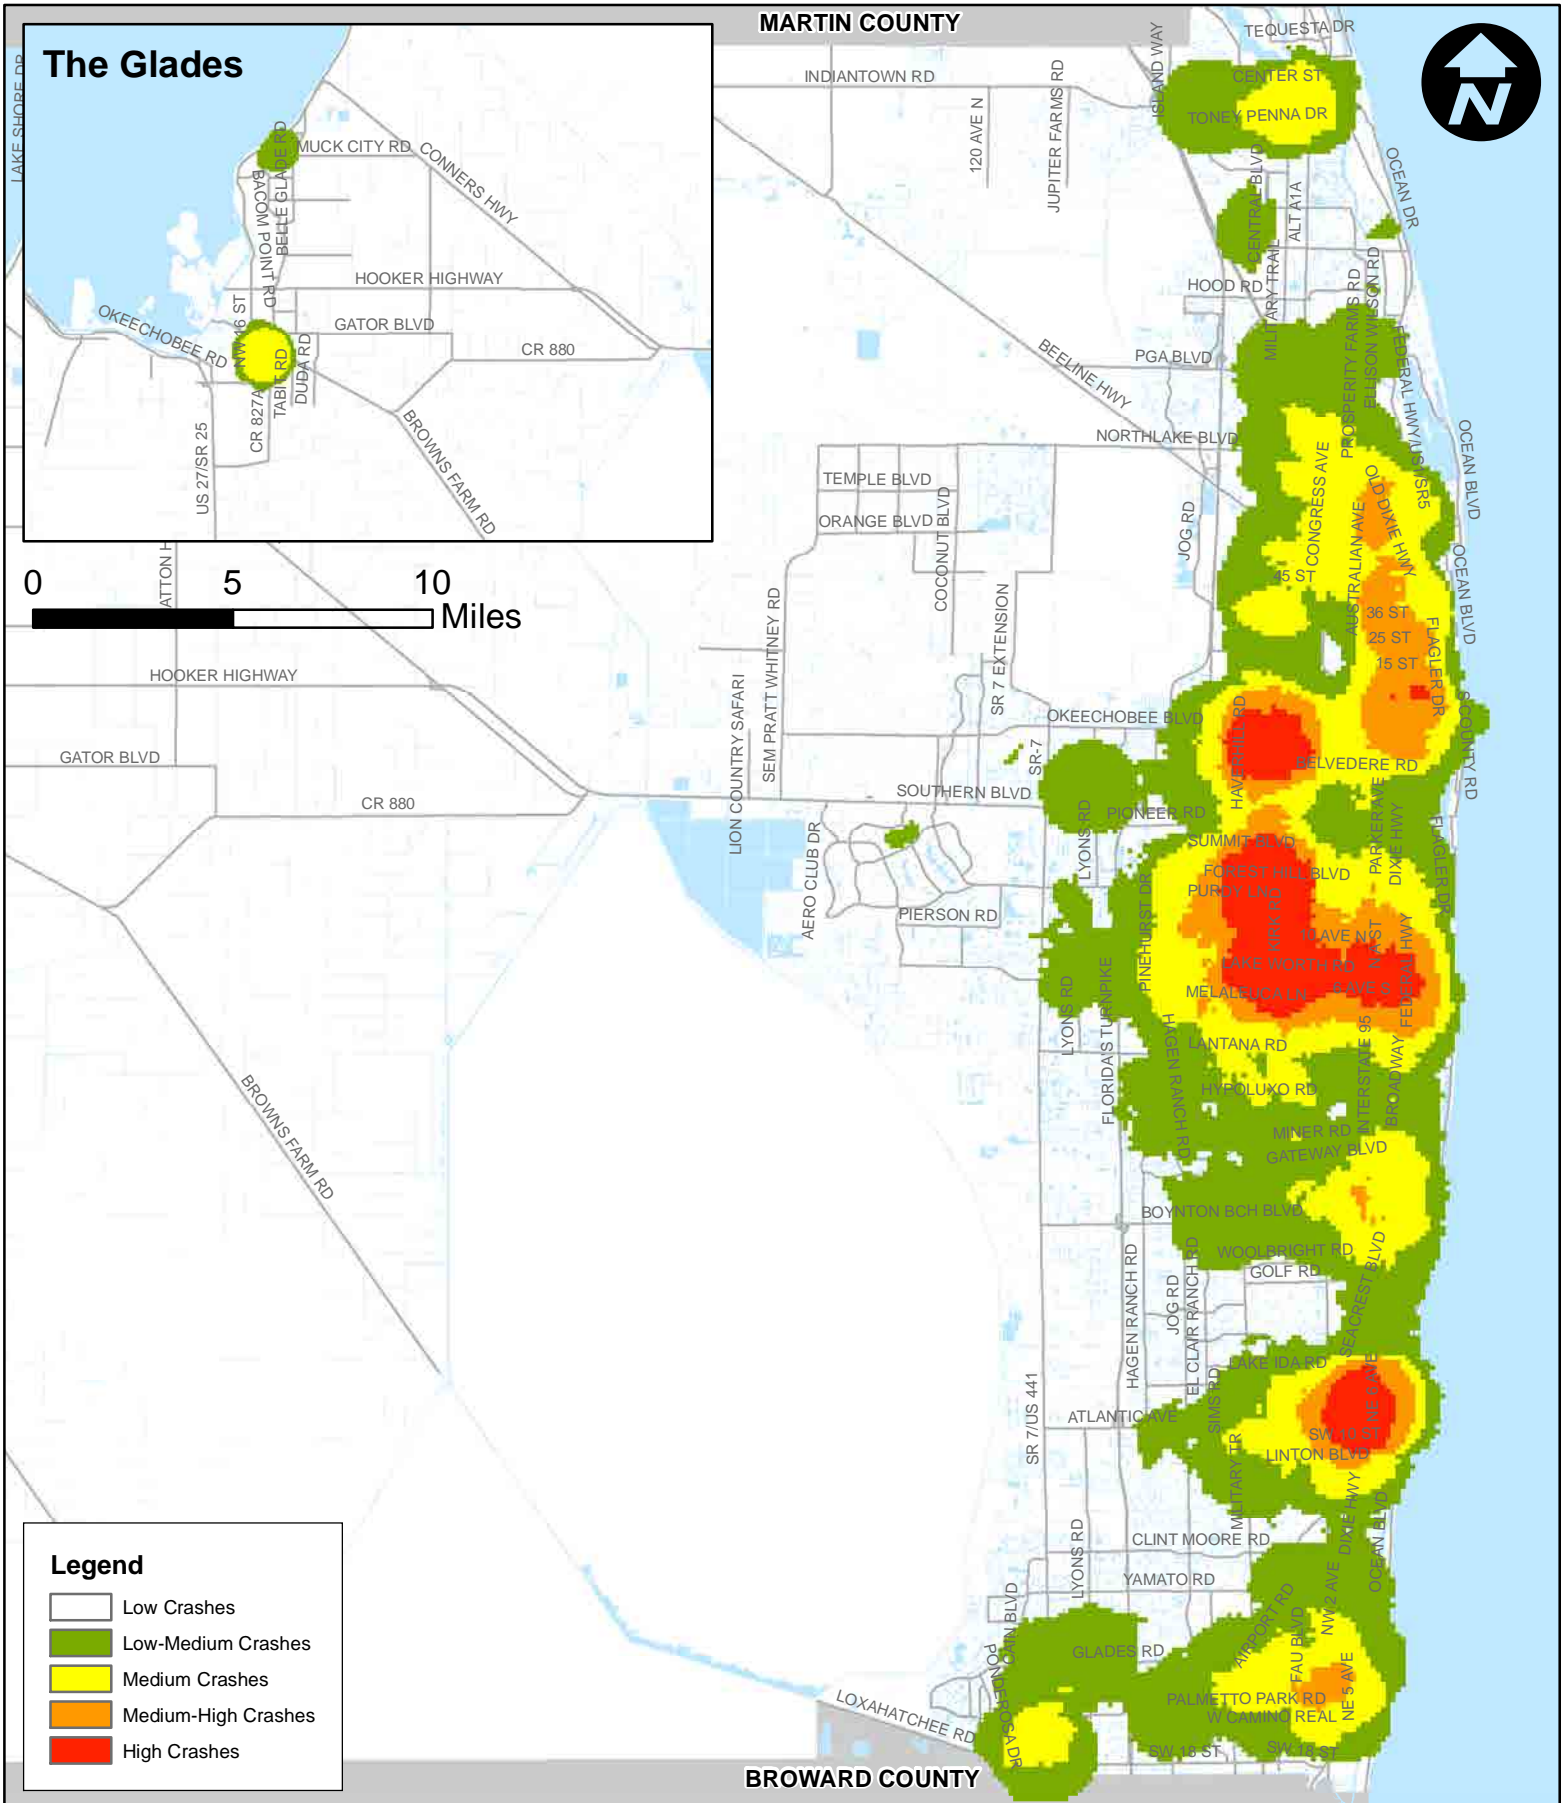 MARTIN COUNTY
The Glades
LAKE SHORE DR
MUCK CITY RD
CONNERS HWY
BELLE GLADE RD
BACOM POINT RD
HOOKER HIGHWAY
NW 16 ST
OKEECHOBEE RD
GATOR BLVD
CR 880
TABIT RD
DUDA RD
CR 827A
US 27/SR 25
BROWNS FARM RD
N
TEQUESTA DR
ISLAND WAY
CENTER ST
INDIANTOWN RD
TONEY PENNA DR
120 AVE N
JUPITER FARMS RD
OCEAN DR
CENTRAL BLVD
ALT A1A
MILITARY TRAIL
HOOD RD
PROSPERITY FARMS RD
ELLISON WILSON RD
FEDERAL HWY/US1/SR5
PGA BLVD
BEELINE HWY
NORTHLAKE BLVD
OCEAN BLVD
CONGRESS AVE
OLD DIXIE HWY
TEMPLE BLVD
ORANGE BLVD
COCONUT BLVD
JOG RD
AUSTRALIAN AVE
OCEAN BLVD
45 ST
0 5 10
Miles
ATTON H
36 ST
25 ST
15 ST
FLAGLER DR
SEM PRATT WHITNEY RD
SR 7 EXTENSION
HOOKER HIGHWAY
LION COUNTRY SAFARI
OKEECHOBEE BLVD
HAVERHILL RD
S COUNTY RD
GATOR BLVD
SR-7
BELVEDERE RD
CR 880
SOUTHERN BLVD
PIONEER RD
LYONS RD
PARKER AVE
DIXIE HWY
FLAGLER DR
AERO CLUB DR
SUMMIT BLVD
FOREST HILL BLVD
PURDY LN
KIRK RD
PINEHURST DR
PIERSON RD
10 AVE N
N A ST
FEDERAL HWY
LAKE WORTH RD
6 AVE S
MELALEUCA LN
LYONS RD
FLORIDA'S TURNPIKE
HAGEN RANCH RD
LANTANA RD
INTERSTATE 95
BROADWAY
HYPOLUXO RD
BROWNS FARM RD
MINER RD
GATEWAY BLVD
BOYNTON BCH BLVD
WOOLBRIGHT RD
GOLF RD
SEACREST BLVD
HAGEN RANCH RD
JOG RD
EL CLAIR RANCH RD
LAKE IDA RD
NE 6 AVE
SIMS RD
ATLANTIC AVE
SR 7/US 441
SW 10 ST
LINTON BLVD
MILITARY TR
DIXIE HWY
OCEAN BLVD
CLINT MOORE RD
LYONS RD
YAMATO RD
CAIN BLVD
AIRPORT RD
FAU BLVD
NW 2 AVE
GLADES RD
PONDEROSA DR
NE 5 AVE
PALMETTO PARK RD
W CAMINO REAL
LOXAHATCHEE RD
SW 18 ST
SW 18 ST
BROWARD COUNTY
Legend
Low Crashes
Low-Medium Crashes
Medium Crashes
Medium-High Crashes
High Crashes